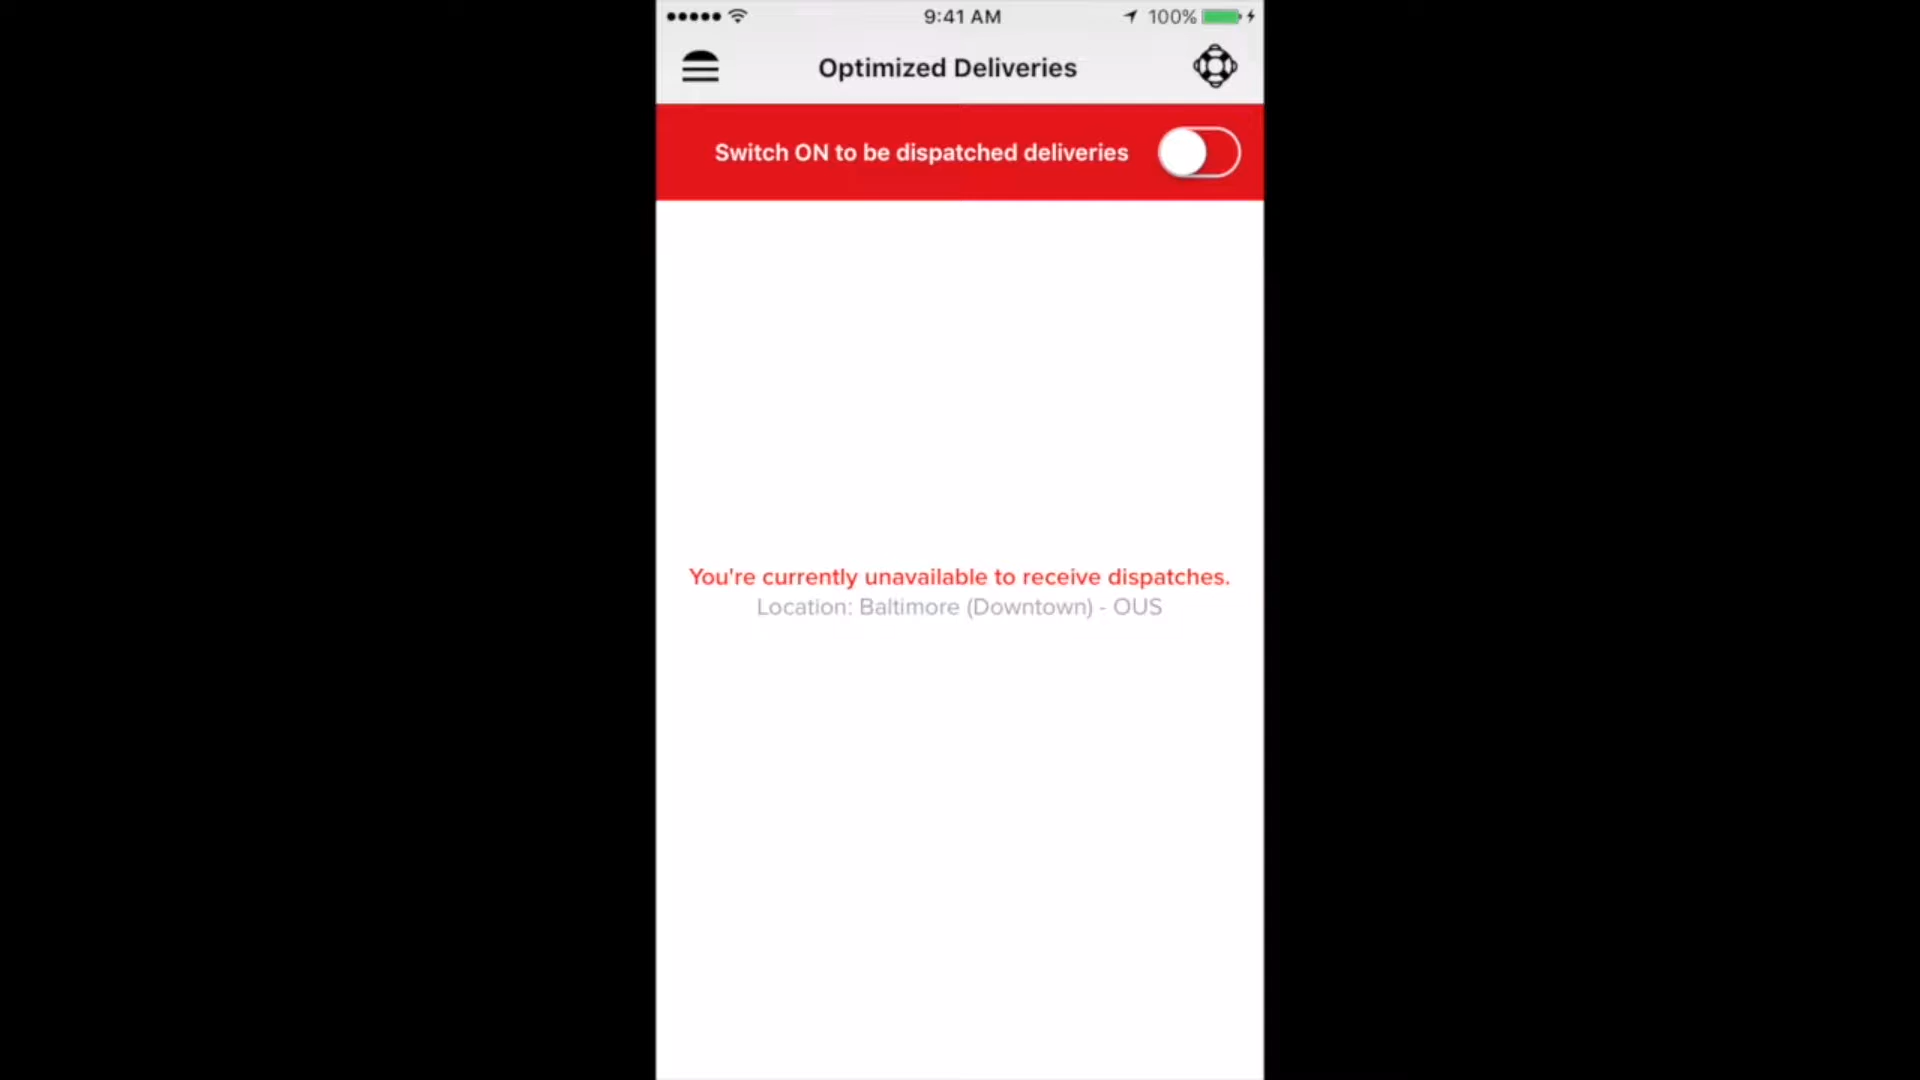 9:41 AM
100%
Optimized Deliveries
Switch ON to be dispatched deliveries
You're currently unavailable to receive dispatches.
Location: Baltimore (Downtown) - OUS